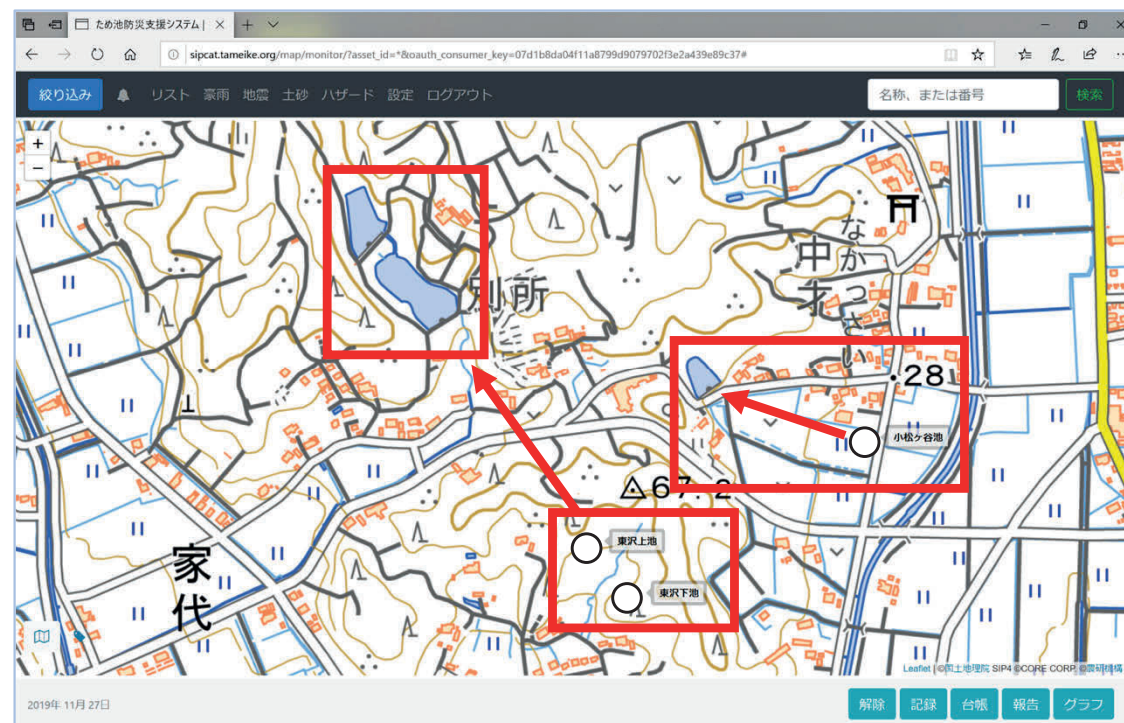 ため池防災支援システム |
sipcat.tameike.org/map/monitor/?asset_id=*&oauth_consumer_key=07d1b8da04f11a8799d9079702f3e2a439e89c37#
絞り込み リスト 豪雨 地震 土砂 ハザード 設定 ログアウト 名称、または番号 検索
+
−
別所
中才
なかっさい
・28
小松ヶ谷池
67.2
東沢上池
東沢下池
家代
Leaflet | ©国土地理院 SIP4 ©CORE CORP. ©農研機構
2019年 11月 27日 解除 記録 台帳 報告 グラフ